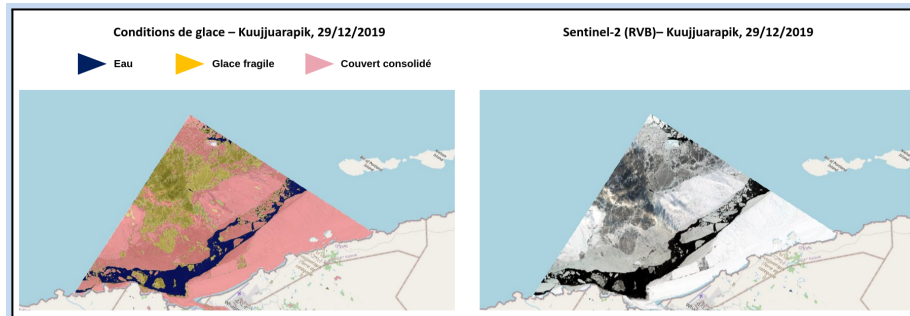 Conditions de glace – Kuujjuarapik, 29/12/2019
Sentinel-2 (RVB)– Kuujjuarapik, 29/12/2019
Eau
Glace fragile
Couvert consolidé